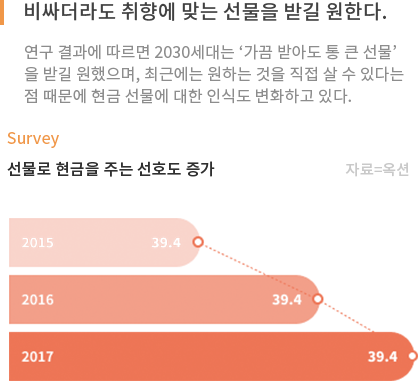 비싸더라도 취향에 맞는 선물을 받길 원한다.
연구 결과에 따르면 2030세대는 ‘가끔 받아도 통 큰 선물’
을 받길 원했으며, 최근에는 원하는 것을 직접 살 수 있다는
점 때문에 현금 선물에 대한 인식도 변화하고 있다.
Survey
선물로 현금을 주는 선호도 증가 자료=옥션
2015 39.4
2016 39.4
2017 39.4